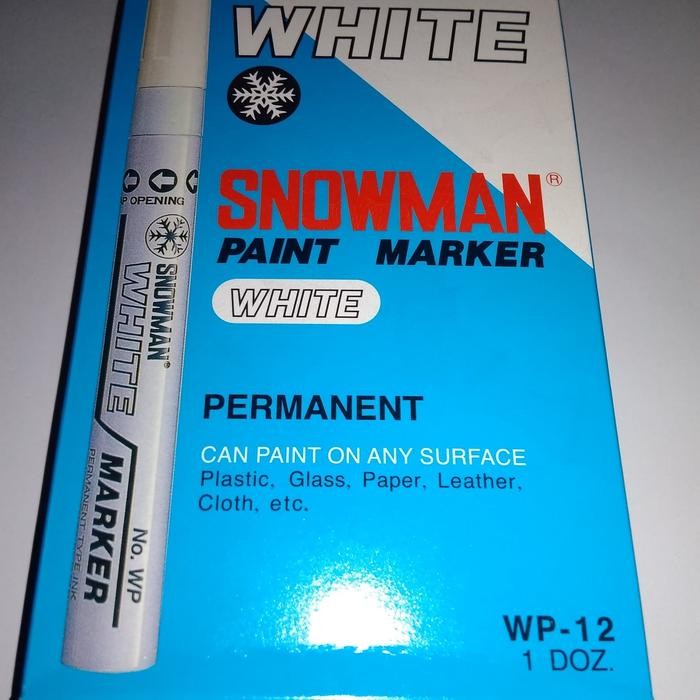 WHITE
SNOWMAN®
PAINT MARKER
WHITE
PERMANENT
CAN PAINT ON ANY SURFACE
Plastic, Glass, Paper, Leather,
Cloth, etc.
WP-12
1 DOZ.
OPENING
SNOWMAN®
WHITE
MARKER
No. WP
PERMANENT-TYPE INK